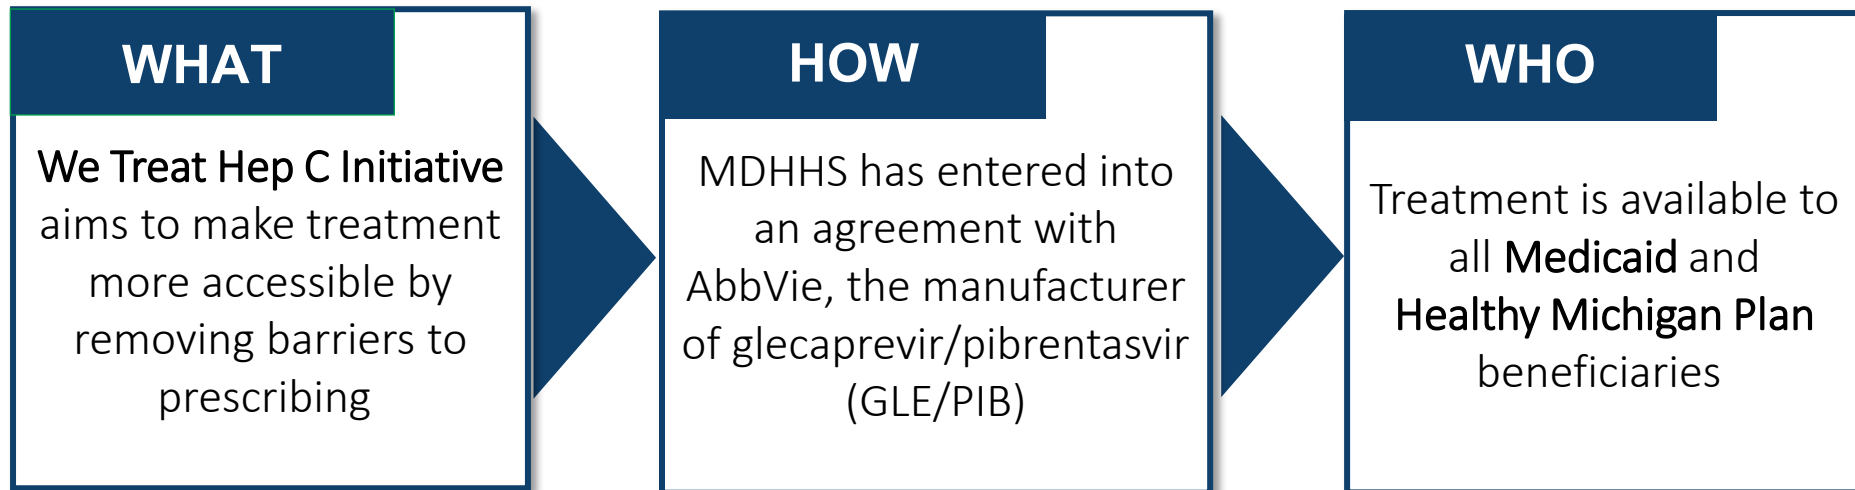 WHAT
We Treat Hep C Initiative
aims to make treatment
more accessible by
removing barriers to
prescribing
HOW
MDHHS has entered into
an agreement with
AbbVie, the manufacturer
of glecaprevir/pibrentasvir
(GLE/PIB)
WHO
Treatment is available to
all Medicaid and
Healthy Michigan Plan
beneficiaries